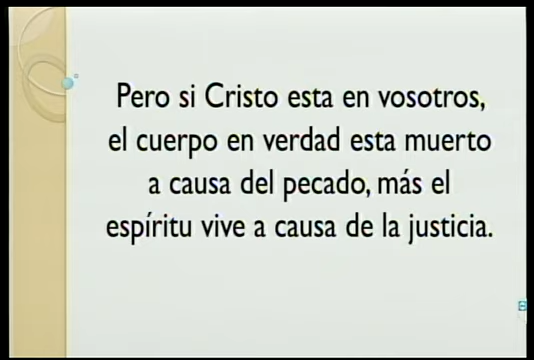 Pero si Cristo esta en vosotros,
el cuerpo en verdad esta muerto
a causa del pecado, más el
espíritu vive a causa de la justicia.